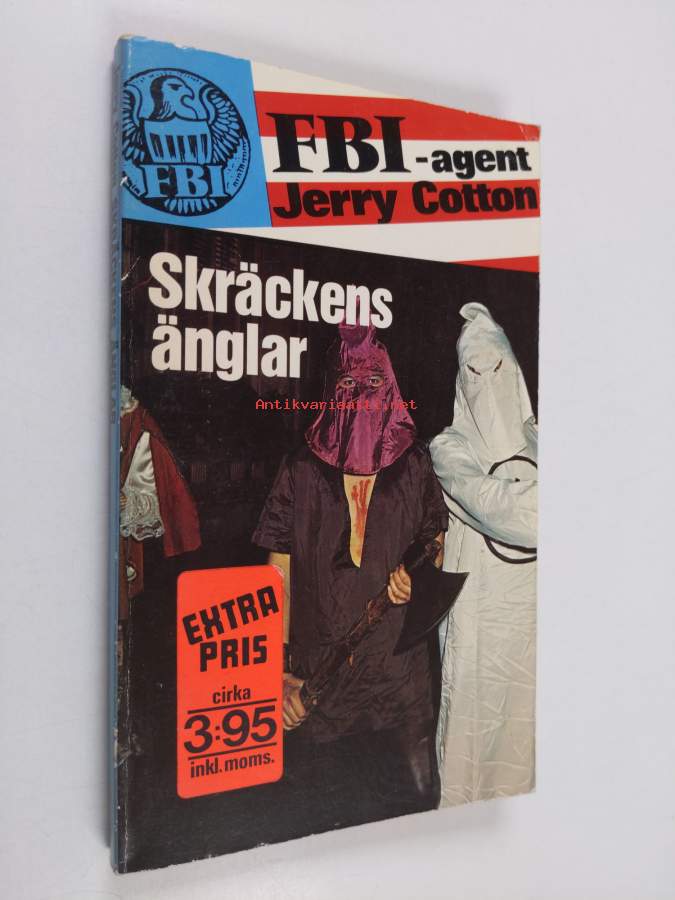 FBI
FBI-agent
Jerry Cotton
Skräckens
änglar
Antikvariaatti.net
EXTRA
PRIS
cirka
3:95
inkl. moms.